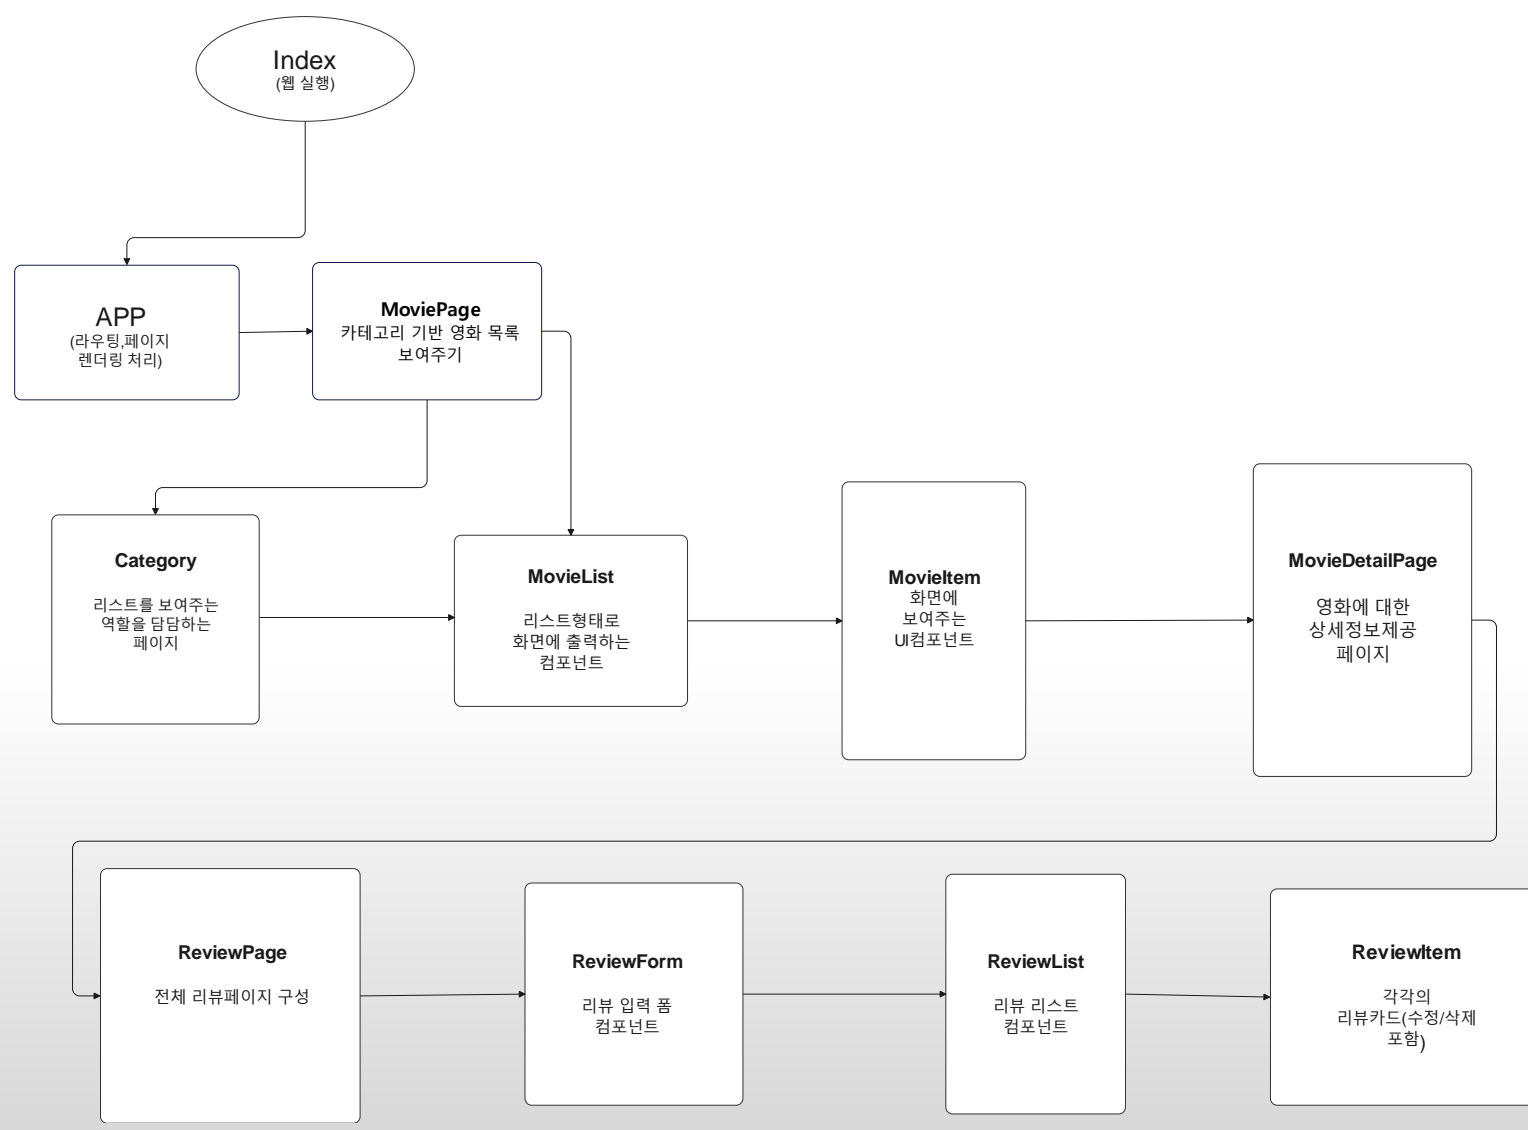 Index
(웹 실행)
APP
(라우팅,페이지
렌더링 처리)
MoviePage
카테고리 기반 영화 목록
보여주기
Category
리스트를 보여주는
역할을 담담하는
페이지
MovieList
리스트형태로
화면에 출력하는
컴포넌트
MovieItem
화면에
보여주는
UI컴포넌트
MovieDetailPage
영화에 대한
상세정보제공
페이지
ReviewPage
전체 리뷰페이지 구성
ReviewForm
리뷰 입력 폼
컴포넌트
ReviewList
리뷰 리스트
컴포넌트
ReviewItem
각각의
리뷰카드(수정/삭제
포함)